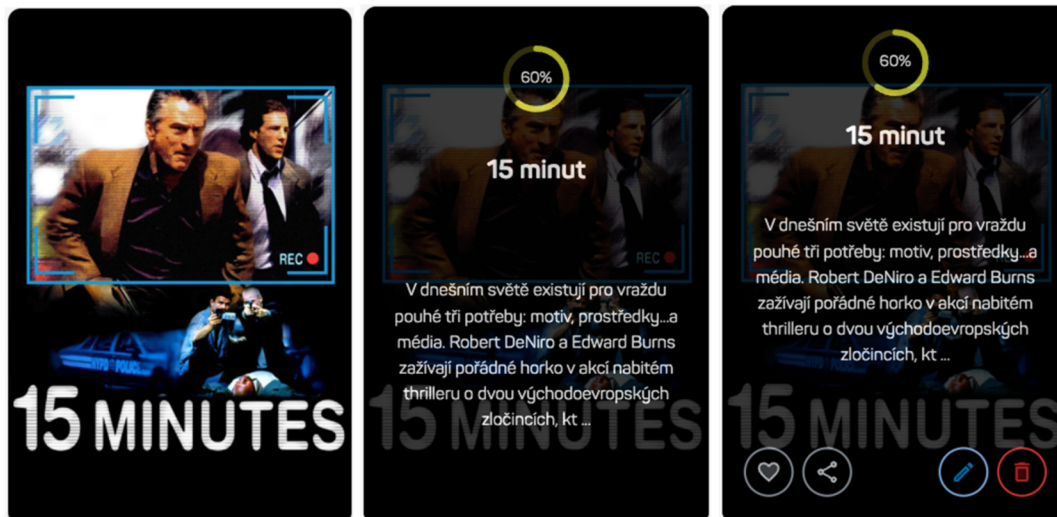 REC
NYPD POLICE
15 MINUTES
60%
15 minut
REC
V dnešním světě existují pro vraždu
pouhé tři potřeby: motiv, prostředky...a
média. Robert DeNiro a Edward Burns
zažívají pořádné horko v akcí nabitém
thrilleru o dvou východoevropských
zločincích, kt ...
15 MINUTES
60%
15 minut
V dnešním světě existují pro vraždu
pouhé tři potřeby: motiv, prostředky...a
média. Robert DeNiro a Edward Burns
zažívají pořádné horko v akcí nabitém
thrilleru o dvou východoevropských
zločincích, kt ...
15 MINUTES